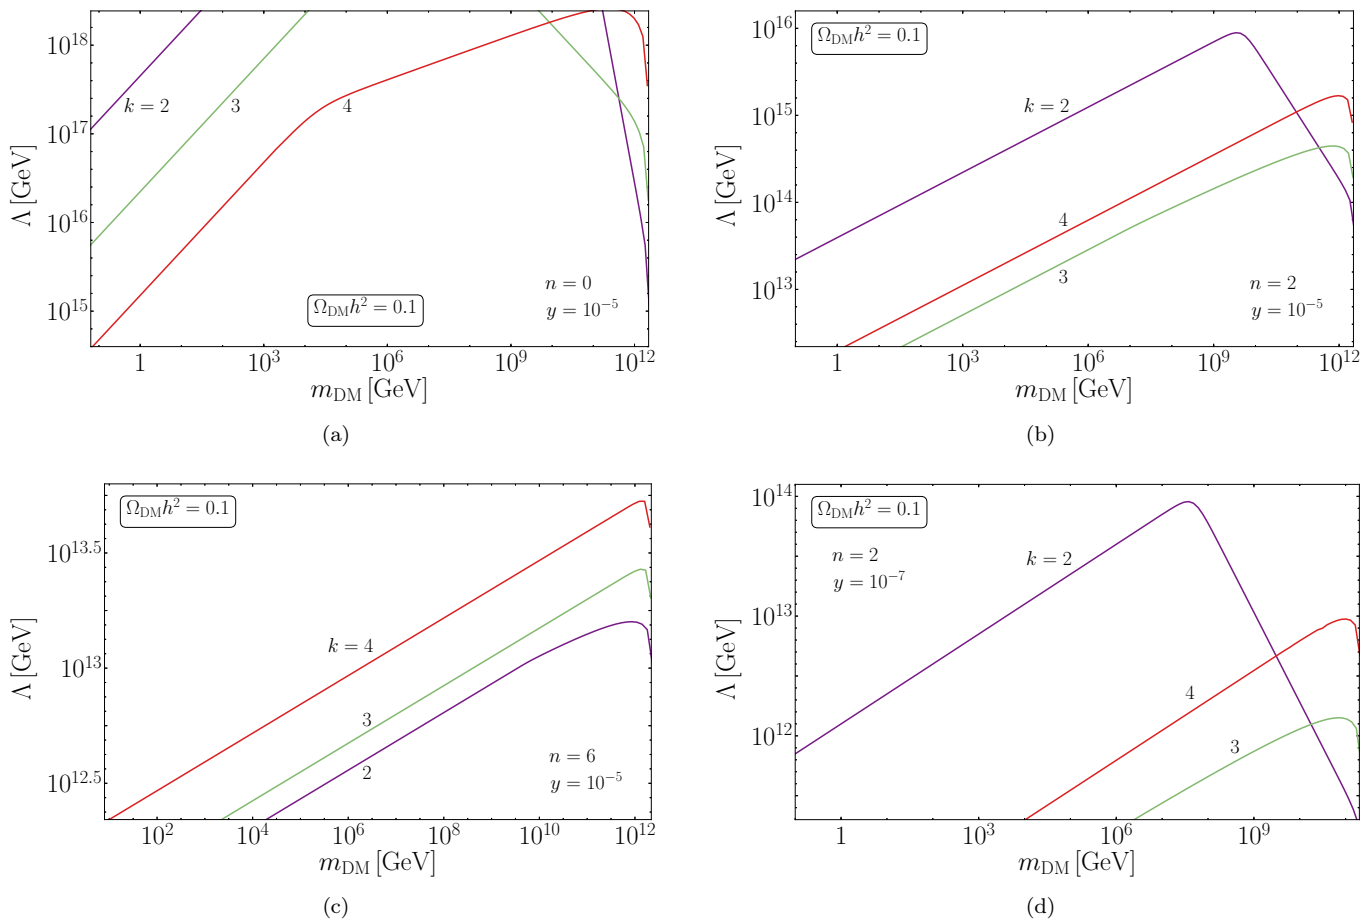 10^18
10^17
10^16
10^15
Λ [GeV]
k = 2
3
4
n = 0
y = 10^−5
Ω_DM h^2 = 0.1
1
10^3
10^6
10^9
10^12
m_DM [GeV]
(a)
10^16
10^15
10^14
10^13
Λ [GeV]
Ω_DM h^2 = 0.1
k = 2
4
3
n = 2
y = 10^−5
1
10^3
10^6
10^9
10^12
m_DM [GeV]
(b)
10^13.5
10^13
10^12.5
Λ [GeV]
Ω_DM h^2 = 0.1
k = 4
3
2
n = 6
y = 10^−5
10^2
10^4
10^6
10^8
10^10
10^12
m_DM [GeV]
(c)
10^14
10^13
10^12
Λ [GeV]
Ω_DM h^2 = 0.1
n = 2
y = 10^−7
k = 2
4
3
1
10^3
10^6
10^9
m_DM [GeV]
(d)